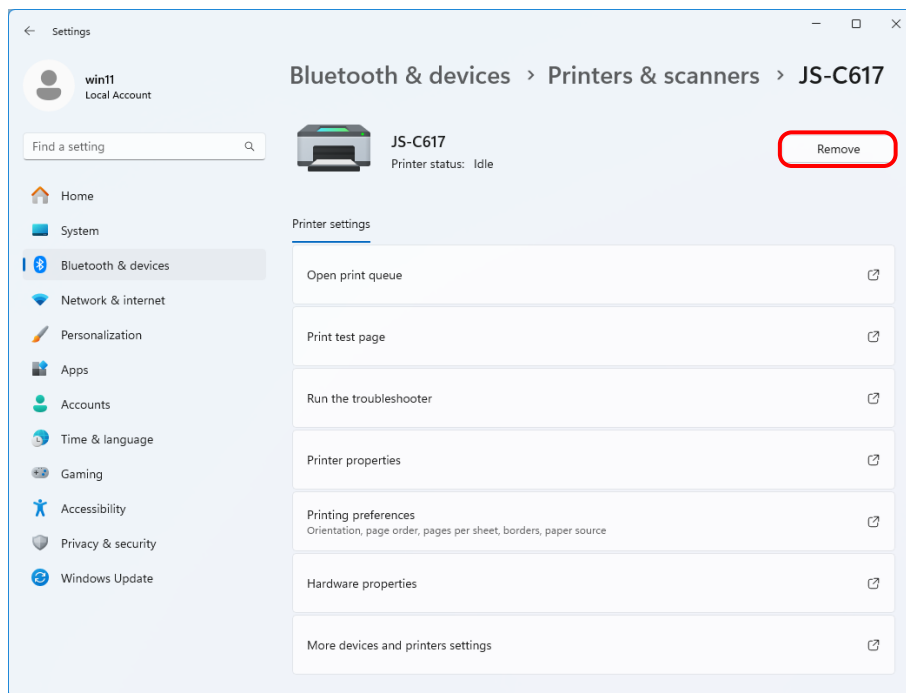 Settings
win11
Local Account
Find a setting
Home
System
Bluetooth & devices
Network & internet
Personalization
Apps
Accounts
Time & language
Gaming
Accessibility
Privacy & security
Windows Update
Bluetooth & devices > Printers & scanners > JS-C617
JS-C617
Printer status: Idle
Remove
Printer settings
Open print queue
Print test page
Run the troubleshooter
Printer properties
Printing preferences
Orientation, page order, pages per sheet, borders, paper source
Hardware properties
More devices and printers settings